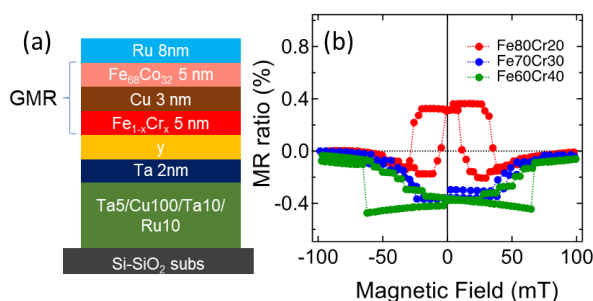 (a)
Ru 8nm
Fe₆₈Co₃₂ 5 nm
GMR
Cu 3 nm
Fe₁₋ₓCrₓ 5 nm
y
Ta 2nm
Ta5/Cu100/Ta10/
Ru10
Si-SiO₂ subs
(b)
Fe80Cr20
Fe70Cr30
Fe60Cr40
MR ratio (%)
0.8
0.4
0.0
-0.4
-100 -50 0 50 100
Magnetic Field (mT)